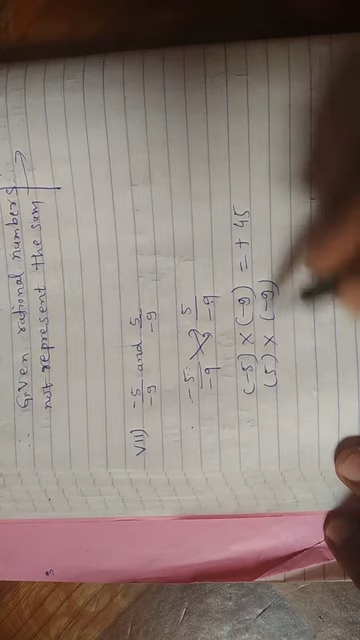 ∴ Given rational numbers
not represent the sam
VII) -5/-9 and 5/-9
-5/-9 5/-9
(-5) × (-9) = + 45
(5) × (-9)
3